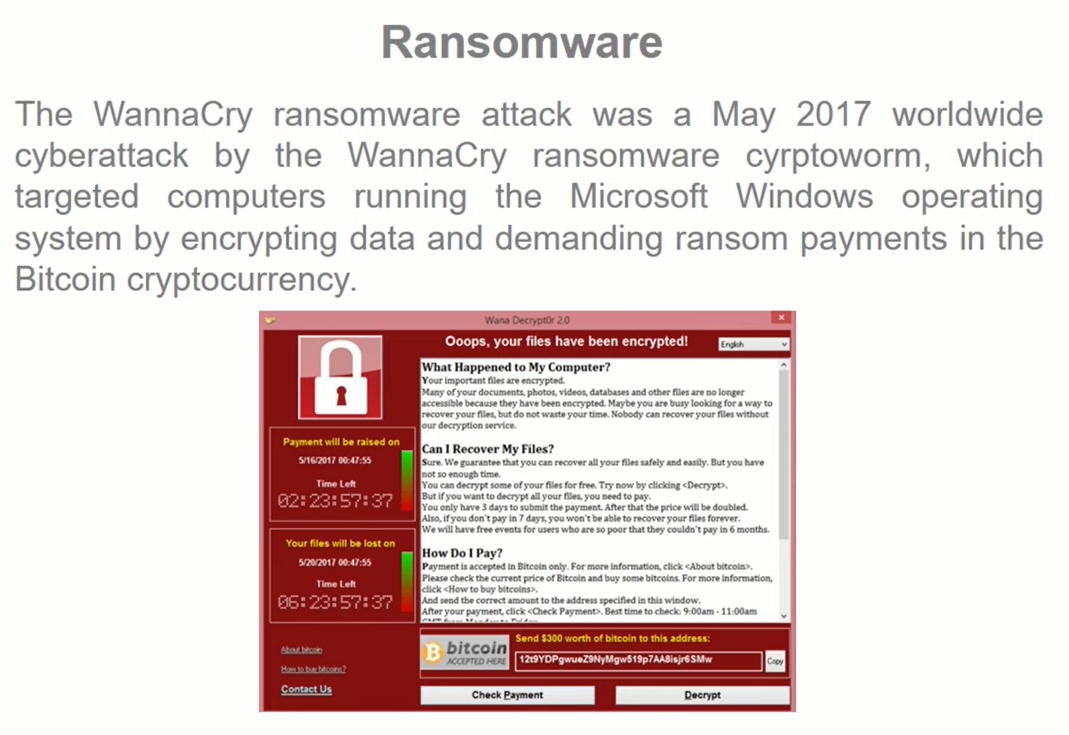 Ransomware
The WannaCry ransomware attack was a May 2017 worldwide
cyberattack by the WannaCry ransomware cyrptoworm, which
targeted computers running the Microsoft Windows operating
system by encrypting data and demanding ransom payments in the
Bitcoin cryptocurrency.
Wana Decrypt0r 2.0
Ooops, your files have been encrypted!
English
What Happened to My Computer?
Your important files are encrypted.
Many of your documents, photos, videos, databases and other files are no longer
accessible because they have been encrypted. Maybe you are busy looking for a way to
recover your files, but do not waste your time. Nobody can recover your files without
our decryption service.
Can I Recover My Files?
Sure. We guarantee that you can recover all your files safely and easily. But you have
not so enough time.
You can decrypt some of your files for free. Try now by clicking <Decrypt>.
But if you want to decrypt all your files, you need to pay.
You only have 3 days to submit the payment. After that the price will be doubled.
Also, if you don't pay in 7 days, you won't be able to recover your files forever.
We will have free events for users who are so poor that they couldn't pay in 6 months.
How Do I Pay?
Payment is accepted in Bitcoin only. For more information, click <About bitcoin>.
Please check the current price of Bitcoin and buy some bitcoins. For more information,
click <How to buy bitcoins>.
And send the correct amount to the address specified in this window.
After your payment, click <Check Payment>. Best time to check: 9:00am - 11:00am
GMT from Monday to Friday
Payment will be raised on
5/16/2017 00:47:55
Time Left
02:23:57:37
Your files will be lost on
5/20/2017 00:47:55
Time Left
06:23:57:37
About bitcoin
How to buy bitcoins?
Contact Us
bitcoin
ACCEPTED HERE
Send $300 worth of bitcoin to this address:
12t9YDPgwueZ9NyMgw519p7AA8isjr6SMw
Copy
Check Payment
Decrypt